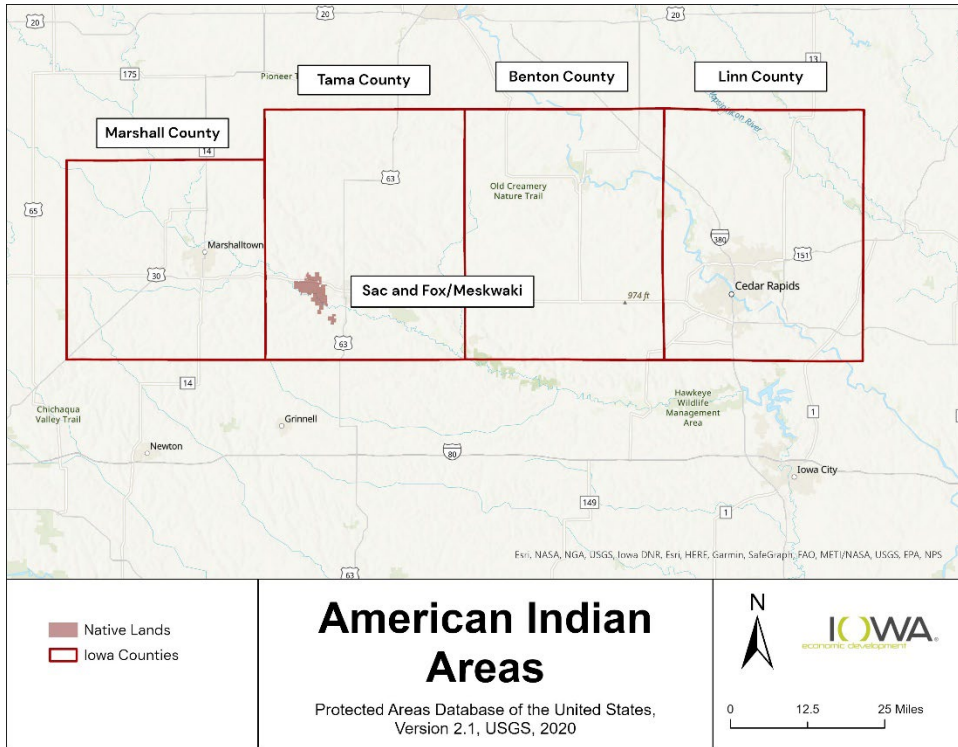 20
20
20
175
13
Pioneer T
Tama County
Benton County
Linn County
Wapsipinicon River
Marshall County
14
63
65
Old Creamery
Nature Trail
380
Marshalltown
151
30
Sac and Fox/Meskwaki
974 ft
Cedar Rapids
63
14
Chichaqua
Valley Trail
Grinnell
Hawkeye
Wildlife
Management
Area
1
Newton
80
Iowa City
149
1
Esri, NASA, NGA, USGS, Iowa DNR, Esri, HERE, Garmin, SafeGraph, FAO, METI/NASA, USGS, EPA, NPS
63
Native Lands
Iowa Counties
American Indian
Areas
Protected Areas Database of the United States,
Version 2.1, USGS, 2020
N
IOWA®
economic development
0 12.5 25 Miles